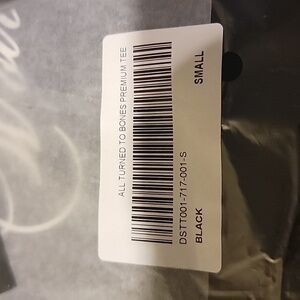 ALL TURNED TO BONES PREMIUM TEE
DSTT001-717-001-S
BLACK
SMALL